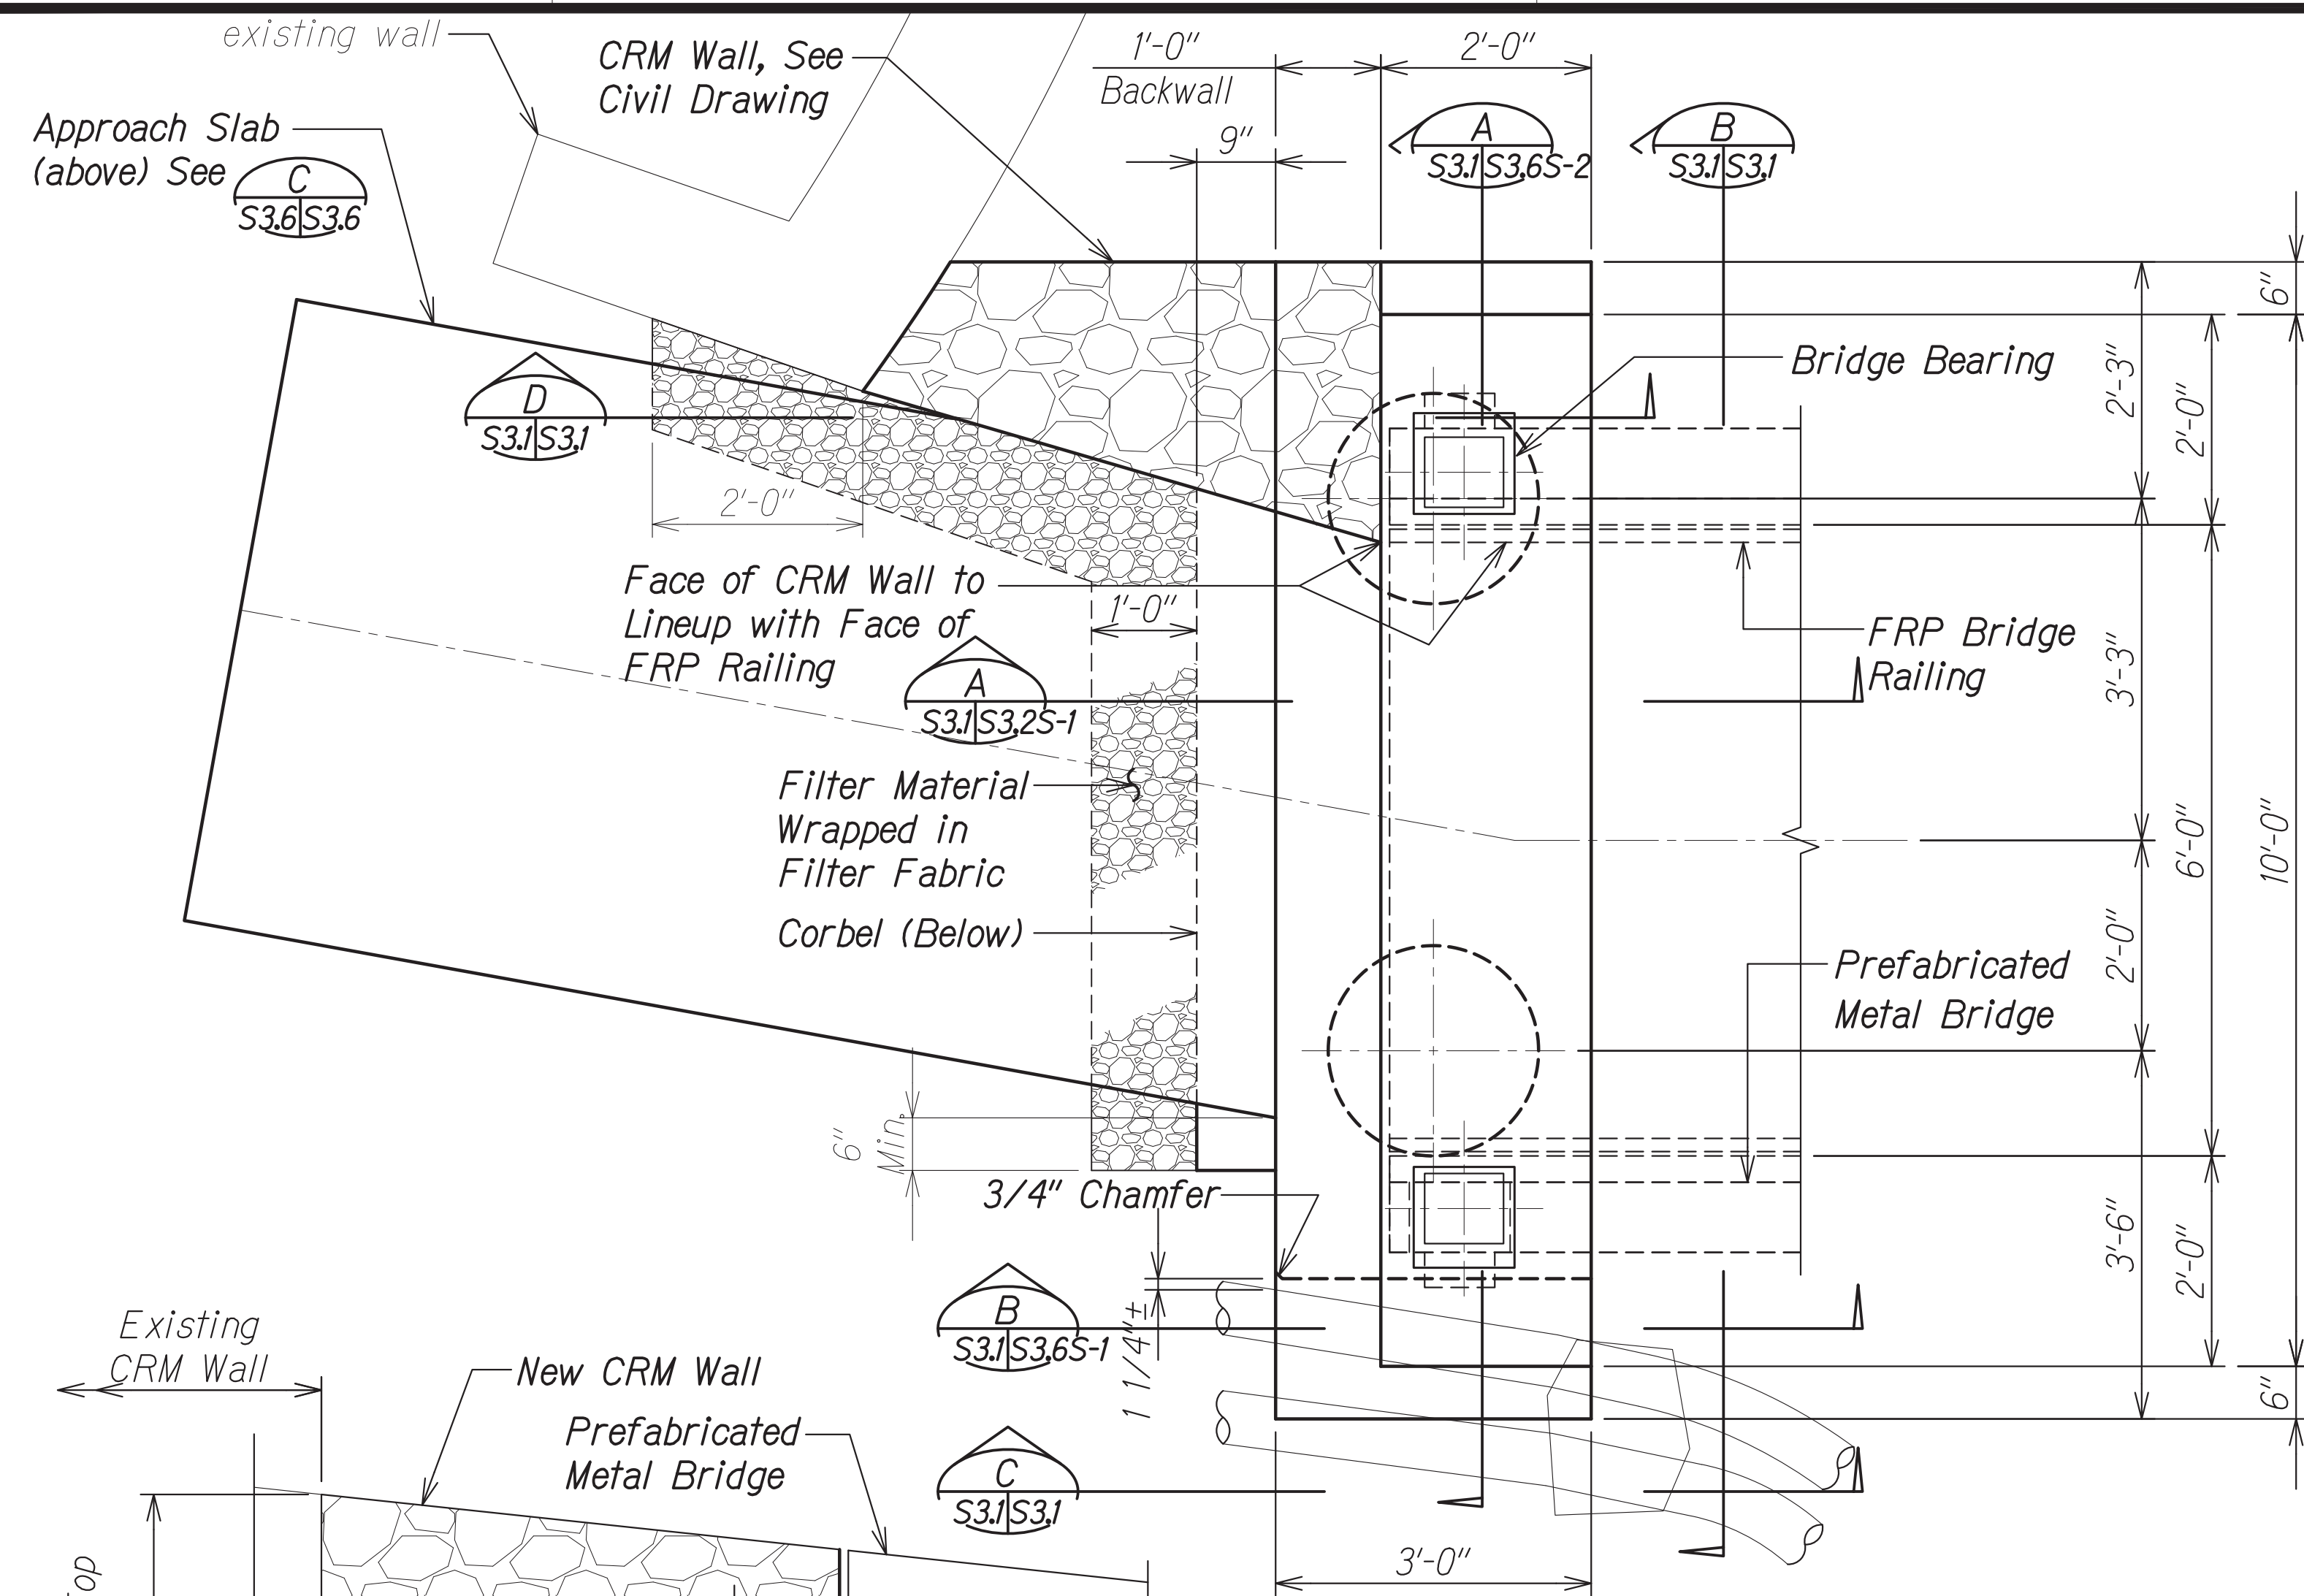 existing wall
CRM Wall, See
Civil Drawing
1'-0"
Backwall
2'-0"
9"
A
S3.1 S3.6S-2
B
S3.1 S3.1
Approach Slab
(above) See
C
S3.6 S3.6
6"
2'-3"
2'-0"
Bridge Bearing
D
S3.1 S3.1
2'-0"
Face of CRM Wall to
Lineup with Face of
FRP Railing
1'-0"
FRP Bridge
Railing
3'-3"
A
S3.1 S3.2S-1
Filter Material
Wrapped in
Filter Fabric
6'-0"
10'-0"
Corbel (Below)
2'-0"
Prefabricated
Metal Bridge
6"
Min.
3/4" Chamfer
3'-6"
2'-0"
B
S3.1 S3.6S-1
1 1/4"±
6"
Existing
CRM Wall
New CRM Wall
Prefabricated
Metal Bridge
C
S3.1 S3.1
3'-0"